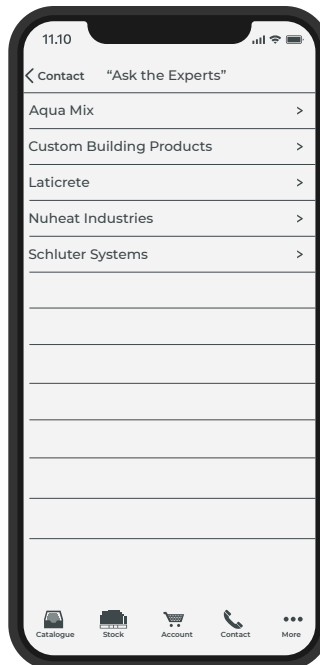 11.10
Contact "Ask the Experts"
Aqua Mix >
Custom Building Products >
Laticrete >
Nuheat Industries >
Schluter Systems >
Catalogue Stock Account Contact More